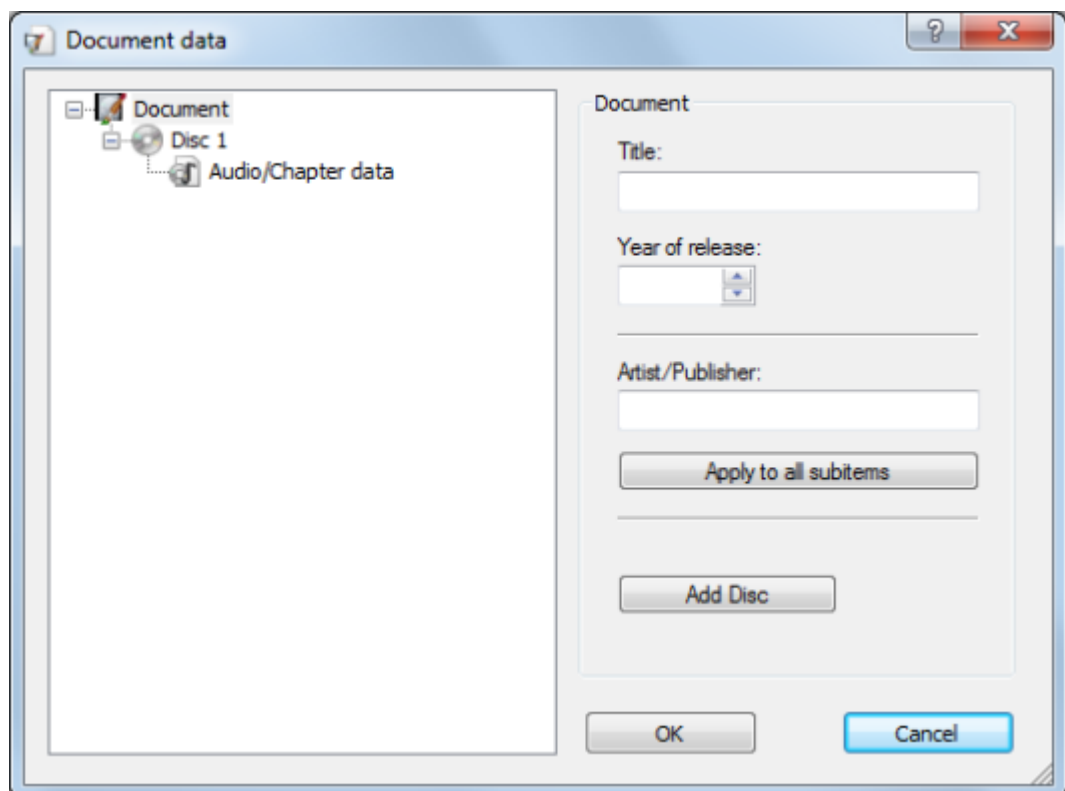 Document data
Document
Disc 1
Audio/Chapter data
Document
Title:
Year of release:
Artist/Publisher:
Apply to all subitems
Add Disc
OK
Cancel